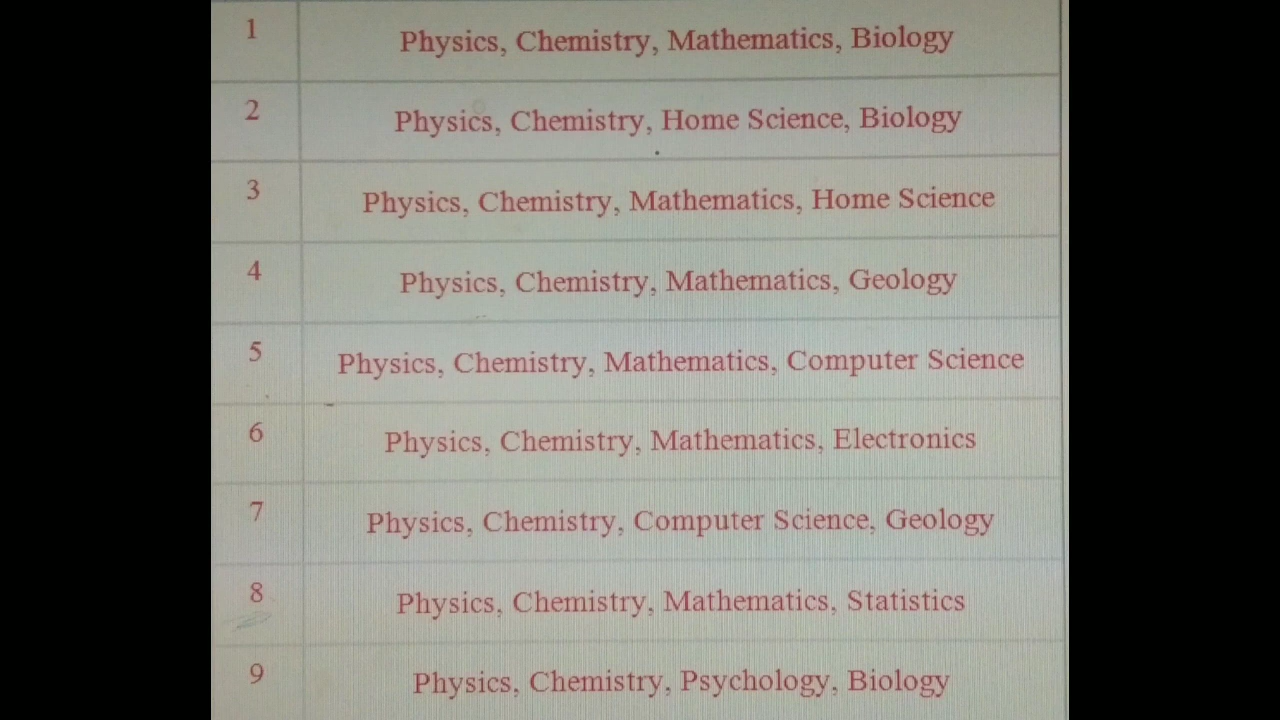 1 Physics, Chemistry, Mathematics, Biology
2 Physics, Chemistry, Home Science, Biology
3 Physics, Chemistry, Mathematics, Home Science
4 Physics, Chemistry, Mathematics, Geology
5 Physics, Chemistry, Mathematics, Computer Science
6 Physics, Chemistry, Mathematics, Electronics
7 Physics, Chemistry, Computer Science, Geology
8 Physics, Chemistry, Mathematics, Statistics
9 Physics, Chemistry, Psychology, Biology